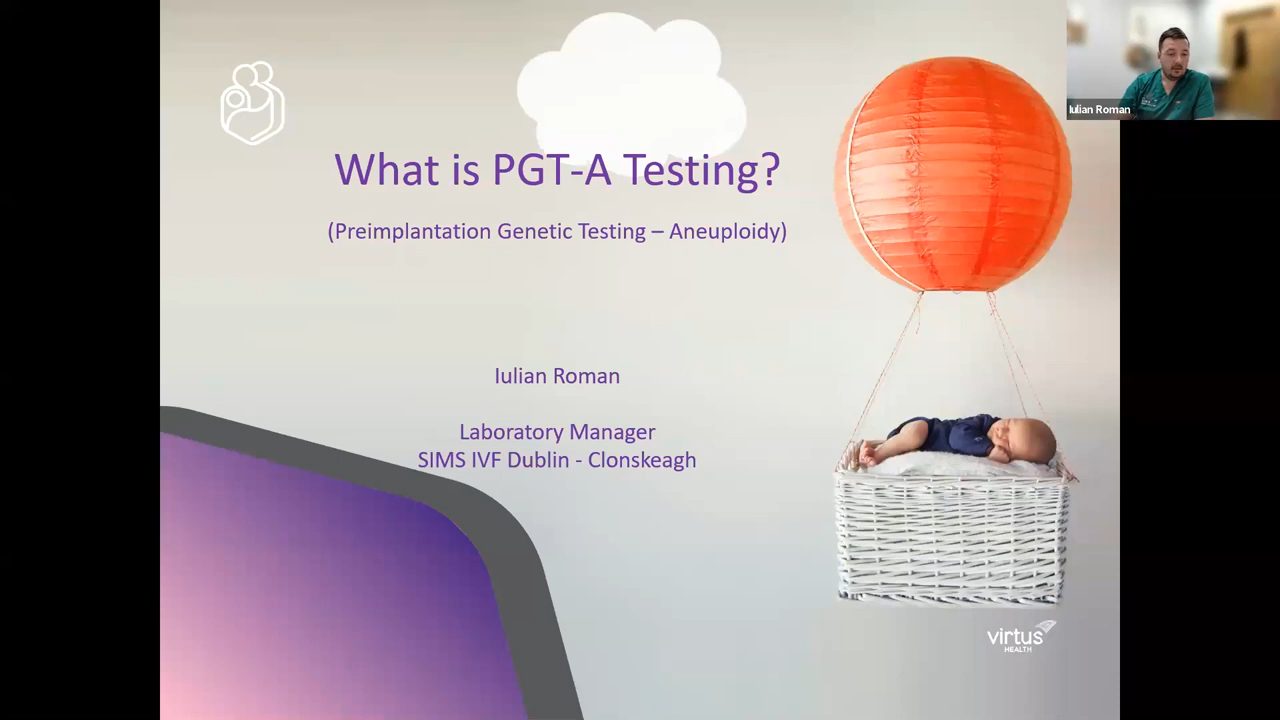 What is PGT-A Testing?
(Preimplantation Genetic Testing – Aneuploidy)
Iulian Roman
Laboratory Manager
SIMS IVF Dublin - Clonskeagh
virtus
HEALTH
Iulian Roman